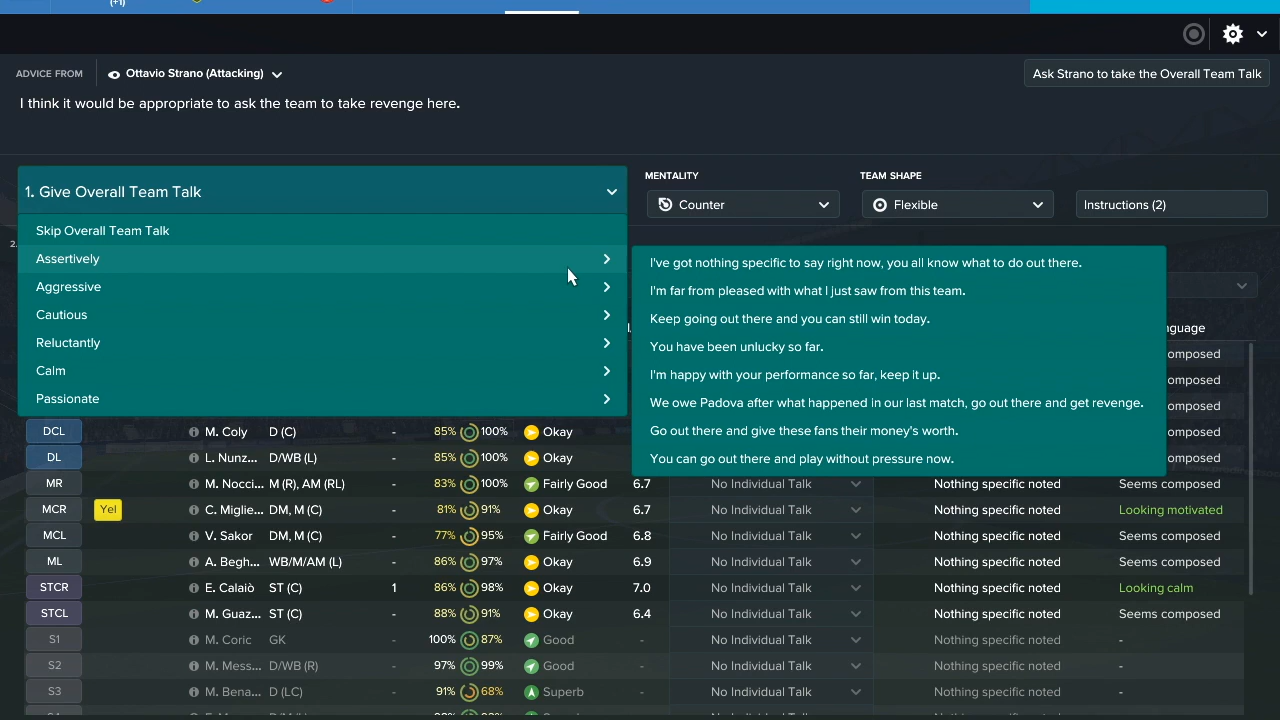 (+1)
ADVICE FROM Ottavio Strano (Attacking) Ask Strano to take the Overall Team Talk
I think it would be appropriate to ask the team to take revenge here.
1. Give Overall Team Talk
MENTALITY TEAM SHAPE
Counter Flexible Instructions (2)
Skip Overall Team Talk
2.
Assertively
Aggressive
Cautious
Reluctantly
Calm
Passionate
I've got nothing specific to say right now, you all know what to do out there.
I'm far from pleased with what I just saw from this team.
Keep going out there and you can still win today.
You have been unlucky so far.
I'm happy with your performance so far, keep it up.
We owe Padova after what happened in our last match, go out there and get revenge.
Go out there and give these fans their money's worth.
You can go out there and play without pressure now.
nguage
composed
composed
composed
DCL M. Coly D (C) - 85% 100% Okay composed
DL L. Nunz... D/WB (L) - 85% 100% Okay composed
MR M. Nocci... M (R), AM (RL) - 83% 100% Fairly Good 6.7 No Individual Talk Nothing specific noted Seems composed
MCR Yel C. Miglie... DM, M (C) - 81% 91% Okay 6.7 No Individual Talk Nothing specific noted Looking motivated
MCL V. Sakor DM, M (C) - 77% 95% Fairly Good 6.8 No Individual Talk Nothing specific noted Seems composed
ML A. Begh... WB/M/AM (L) - 86% 97% Okay 6.9 No Individual Talk Nothing specific noted Seems composed
STCR E. Calaiò ST (C) 1 86% 98% Okay 7.0 No Individual Talk Nothing specific noted Looking calm
STCL M. Guaz... ST (C) - 88% 91% Okay 6.4 No Individual Talk Nothing specific noted Seems composed
S1 M. Coric GK 100% 87% Good - No Individual Talk Nothing specific noted -
S2 M. Mess... D/WB (R) - 97% 99% Good - No Individual Talk Nothing specific noted -
S3 M. Bena... D (LC) - 91% 68% Superb - No Individual Talk Nothing specific noted -